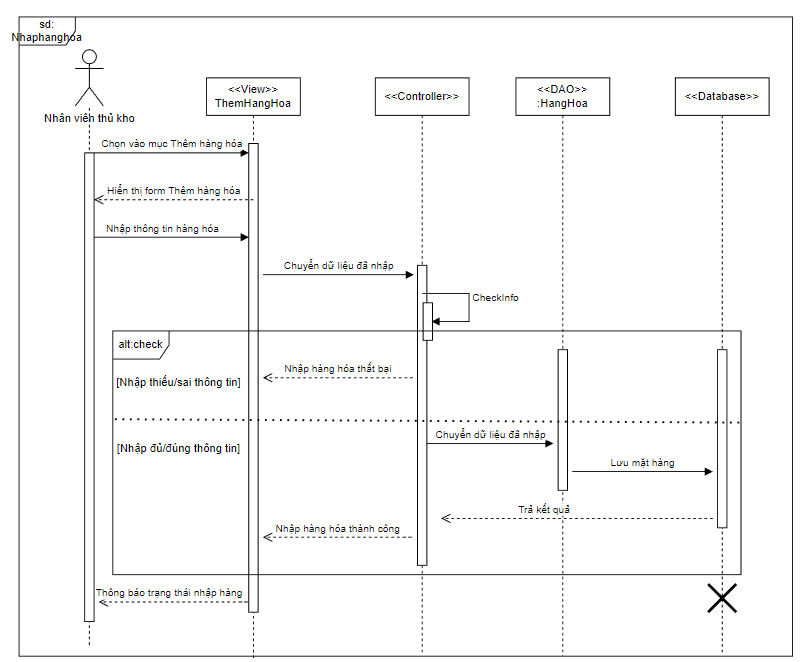 sd:
Nhaphanghoa
<<View>>
ThemHangHoa
<<Controller>>
<<DAO>>
:HangHoa
<<Database>>
Nhân viên thủ kho
Chọn vào mục Thêm hàng hóa
Hiển thị form Thêm hàng hóa
Nhập thông tin hàng hóa
Chuyển dữ liệu đã nhập
CheckInfo
alt:check
Nhập hàng hóa thất bại
[Nhập thiếu/sai thông tin]
Chuyển dữ liệu đã nhập
[Nhập đủ/đúng thông tin]
Lưu mặt hàng
Trả kết quả
Nhập hàng hóa thành công
Thông báo trạng thái nhập hàng